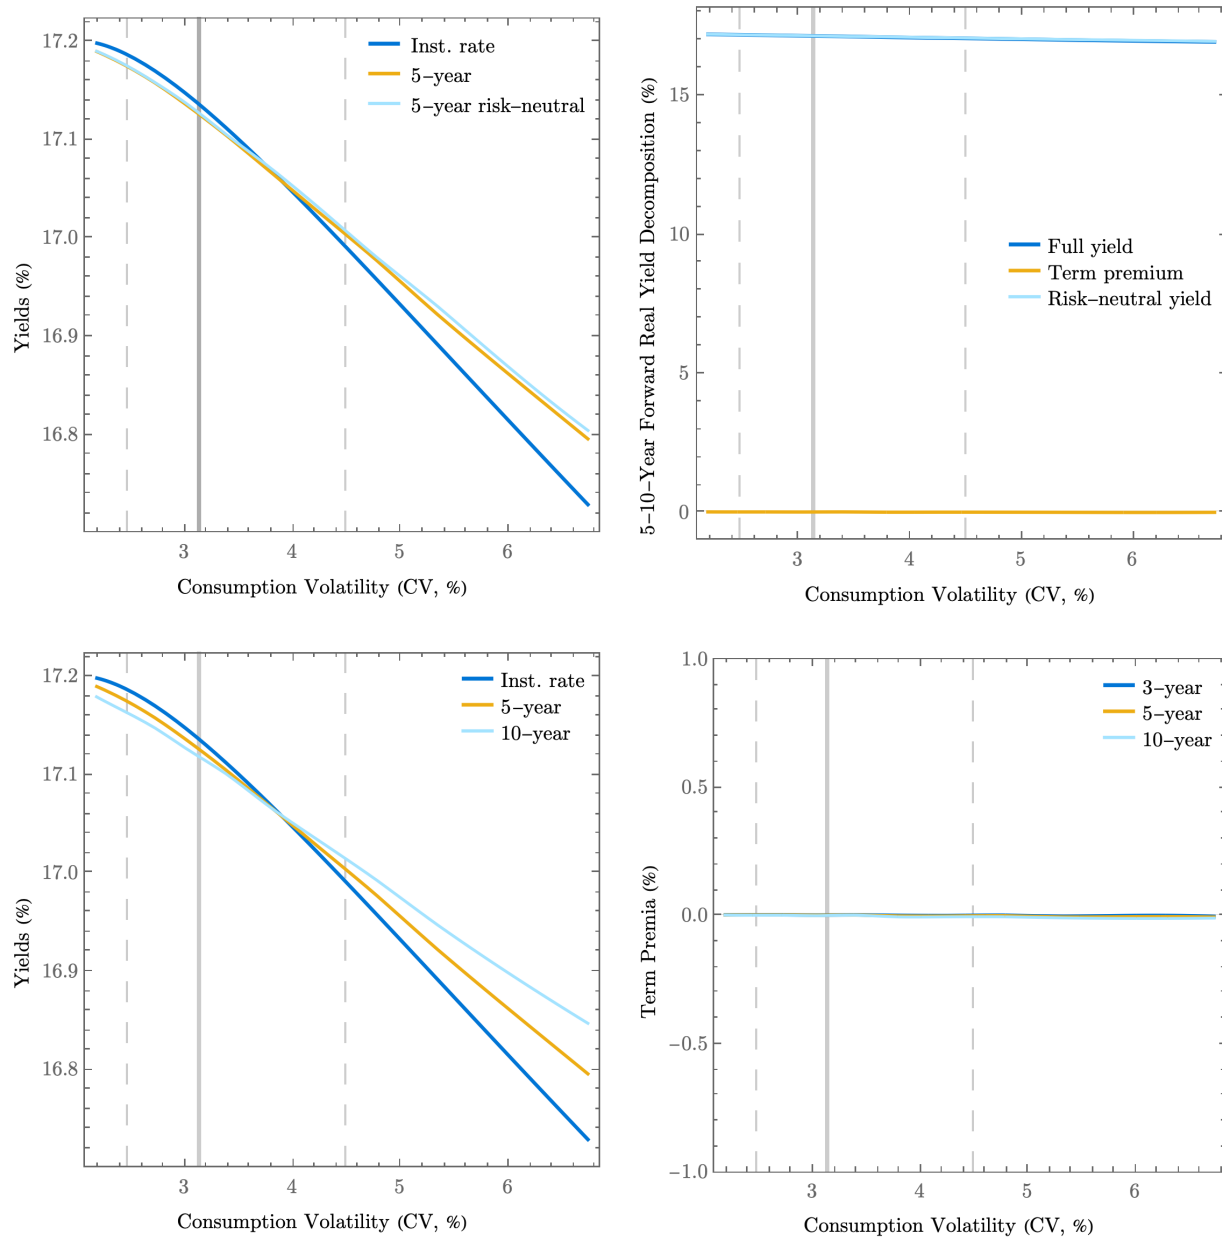 17.2
17.1
17.0
16.9
16.8
Yields (%)
Inst. rate
5–year
5–year risk–neutral
3
4
5
6
Consumption Volatility (CV, %)
15
10
5
0
5–10–Year Forward Real Yield Decomposition (%)
Full yield
Term premium
Risk–neutral yield
3
4
5
6
Consumption Volatility (CV, %)
17.2
17.1
17.0
16.9
16.8
Yields (%)
Inst. rate
5–year
10–year
3
4
5
6
Consumption Volatility (CV, %)
1.0
0.5
0.0
−0.5
−1.0
Term Premia (%)
3–year
5–year
10–year
3
4
5
6
Consumption Volatility (CV, %)